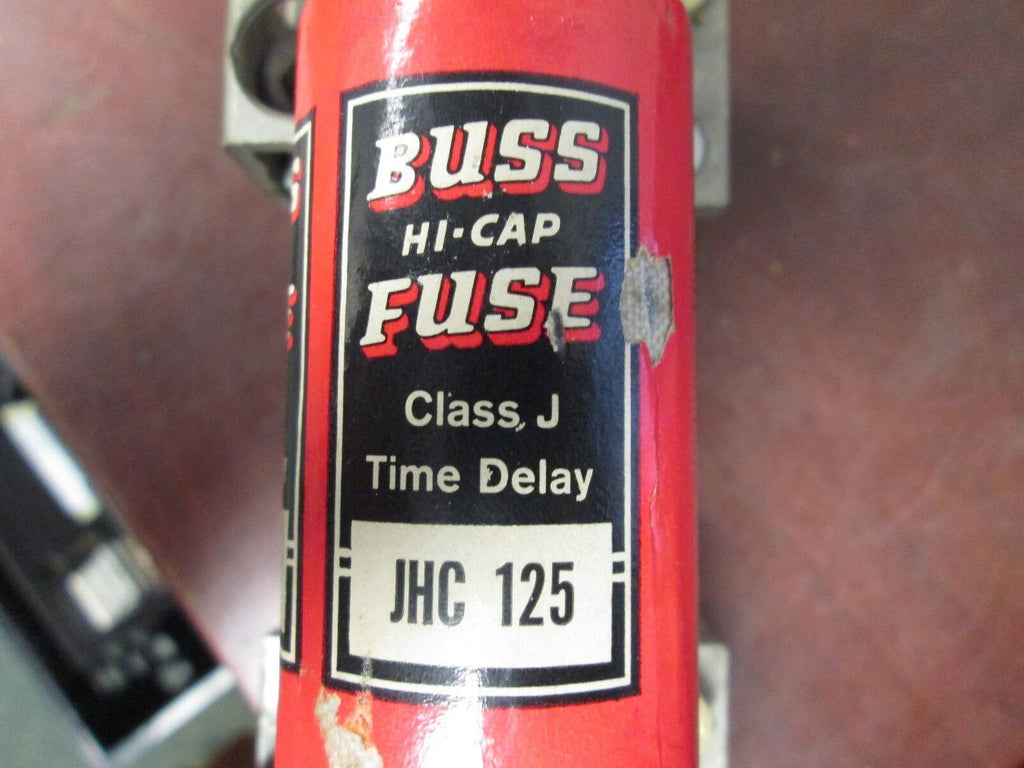 BUSS
HI-CAP
FUSE
Class J
Time Delay
JHC 125